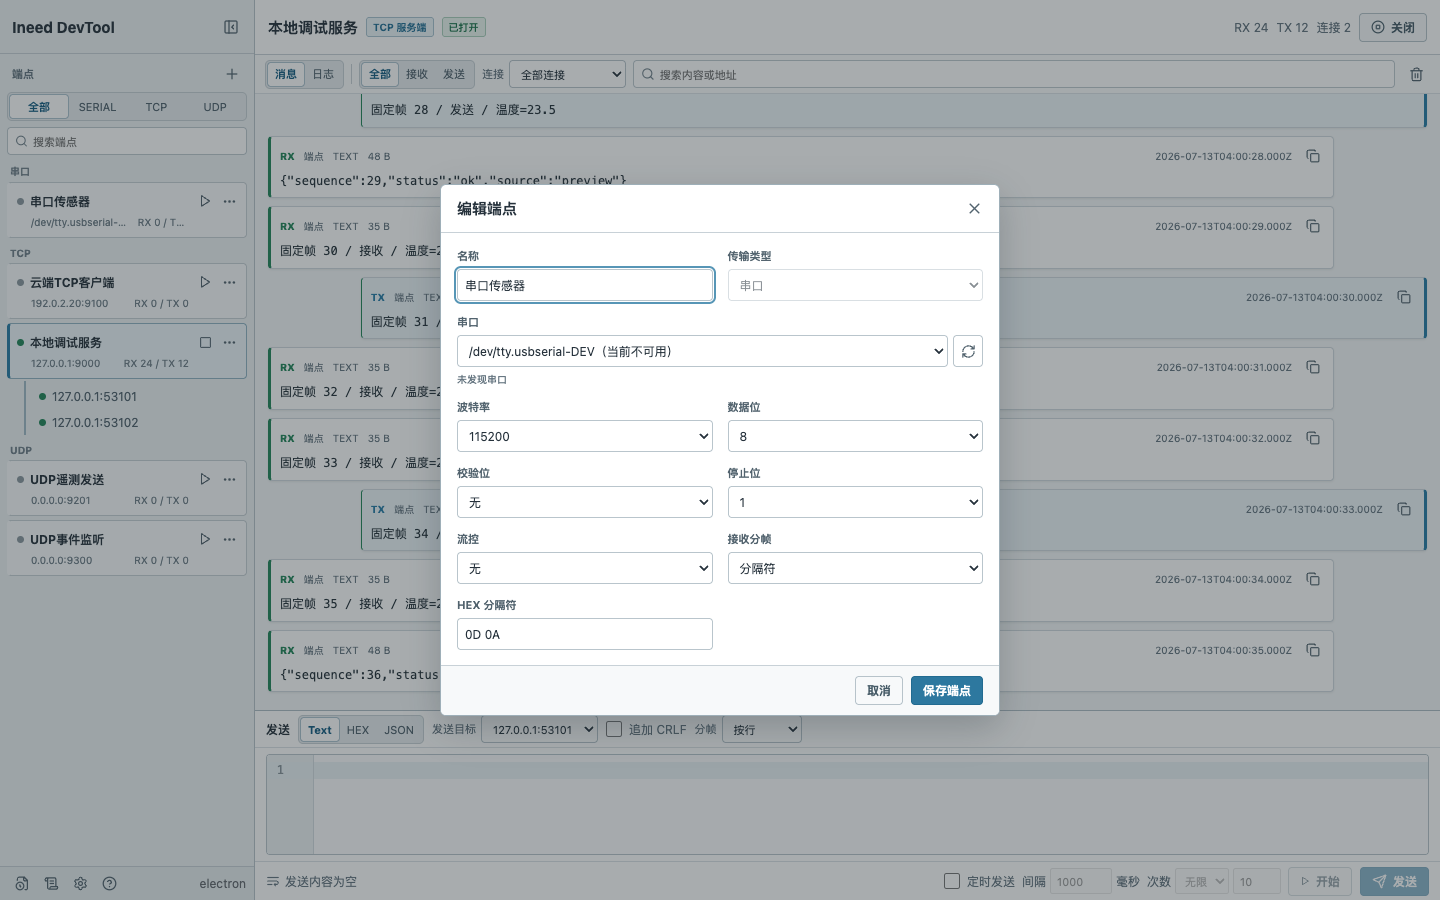 Ineed DevTool
端点
全部 SERIAL TCP UDP
搜索端点
串口
串口传感器
/dev/tty.usbserial-... RX 0 / T...
TCP
云端TCP客户端
192.0.2.20:9100 RX 0 / TX 0
本地调试服务
127.0.0.1:9000 RX 24 / TX 12
127.0.0.1:53101
127.0.0.1:53102
UDP
UDP遥测发送
0.0.0.0:9201 RX 0 / TX 0
UDP事件监听
0.0.0.0:9300 RX 0 / TX 0
electron
本地调试服务 TCP 服务端 已打开 RX 24 TX 12 连接 2 关闭
消息 日志 全部 接收 发送 连接 全部连接 搜索内容或地址
固定帧 28 / 发送 / 温度=23.5
RX 端点 TEXT 48 B 2026-07-13T04:00:28.000Z
{"sequence":29,"status":"ok","source":"preview"}
RX 端点 TEXT 35 B 2026-07-13T04:00:29.000Z
固定帧 30 / 接收 / 温度=2
TX 端点 2026-07-13T04:00:30.000Z
固定帧 31 /
RX 端点 TEXT 35 B 2026-07-13T04:00:31.000Z
固定帧 32 / 接收 / 温度=2
RX 端点 TEXT 35 B 2026-07-13T04:00:32.000Z
固定帧 33 / 接收 / 温度=2
TX 端点 2026-07-13T04:00:33.000Z
固定帧 34 /
RX 端点 TEXT 35 B 2026-07-13T04:00:34.000Z
固定帧 35 / 接收 / 温度=2
RX 端点 TEXT 48 B 2026-07-13T04:00:35.000Z
{"sequence":36,"status
编辑端点
名称 传输类型
串口传感器 串口
串口
/dev/tty.usbserial-DEV（当前不可用）
未发现串口
波特率 数据位
115200 8
校验位 停止位
无 1
流控 接收分帧
无 分隔符
HEX 分隔符
0D 0A
取消 保存端点
发送 Text HEX JSON 发送目标 127.0.0.1:53101 追加 CRLF 分帧 按行
1
发送内容为空 定时发送 间隔 1000 毫秒 次数 无限 10 开始 发送